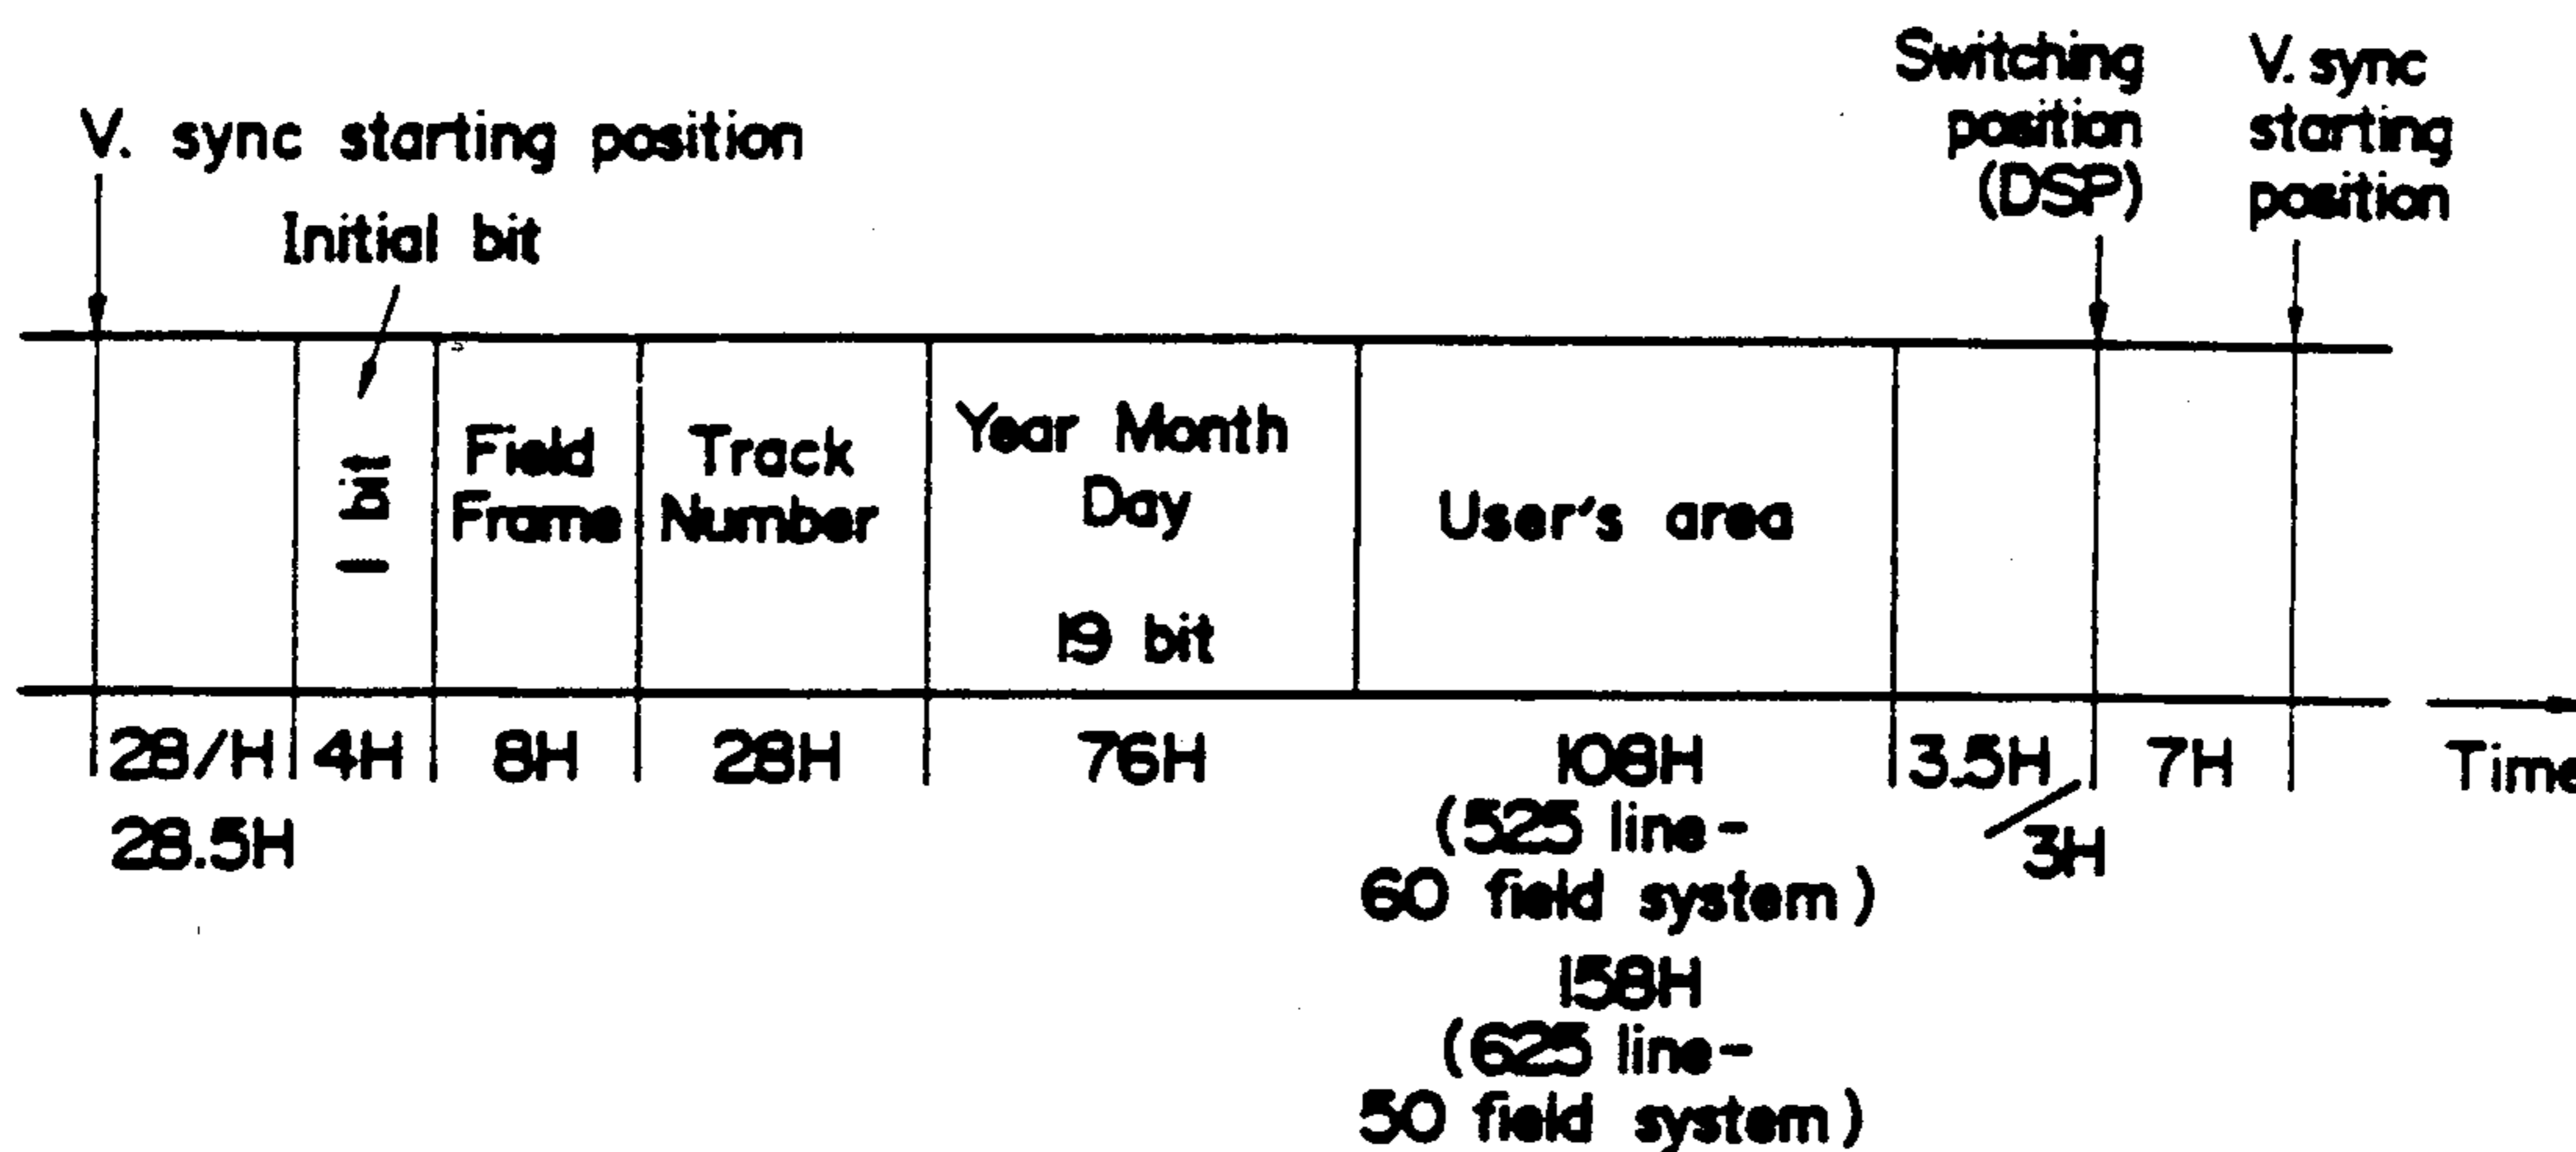 V. sync starting position
Initial bit
Switching
position
(DSP)
V. sync
starting
position
1 bit
Field
Frame
Track
Number
Year Month
Day
19 bit
User's area
28/H
28.5H
4H
8H
28H
76H
108H
(525 line-
60 field system)
158H
(625 line-
50 field system)
3.5H/
3H
7H
Time